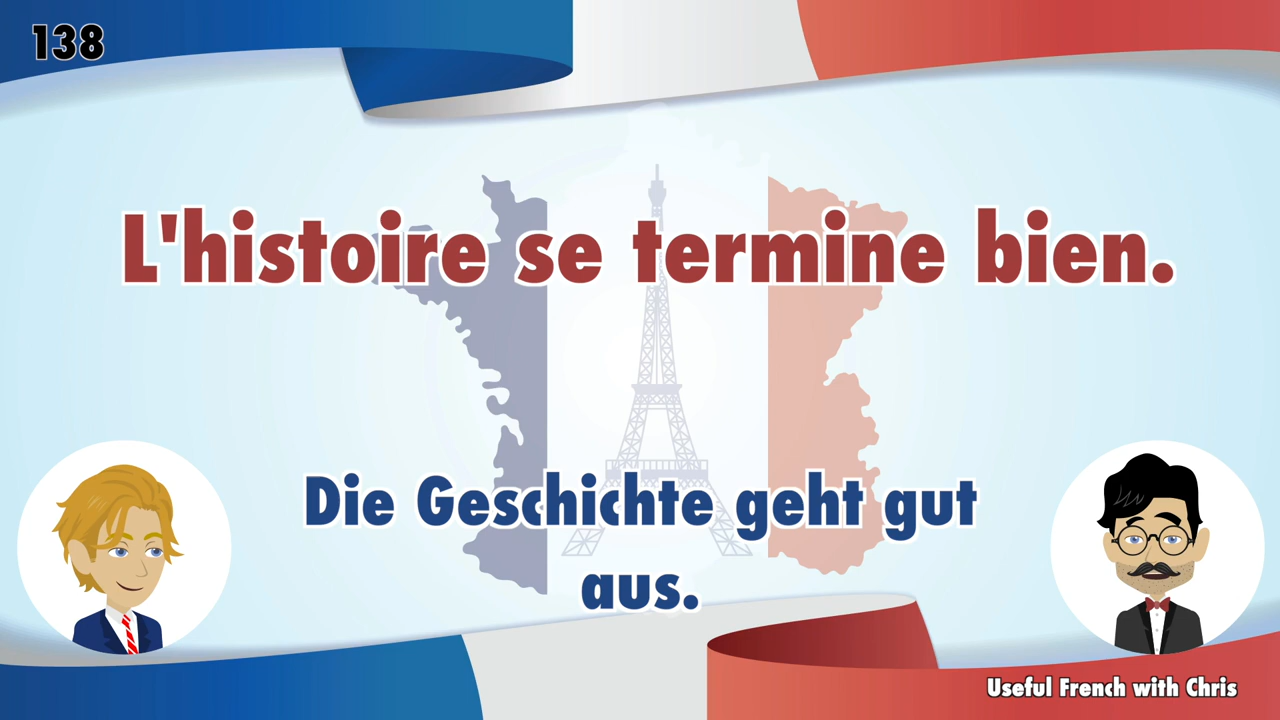 138
L'histoire se termine bien.
Die Geschichte geht gut
aus.
Useful French with Chris